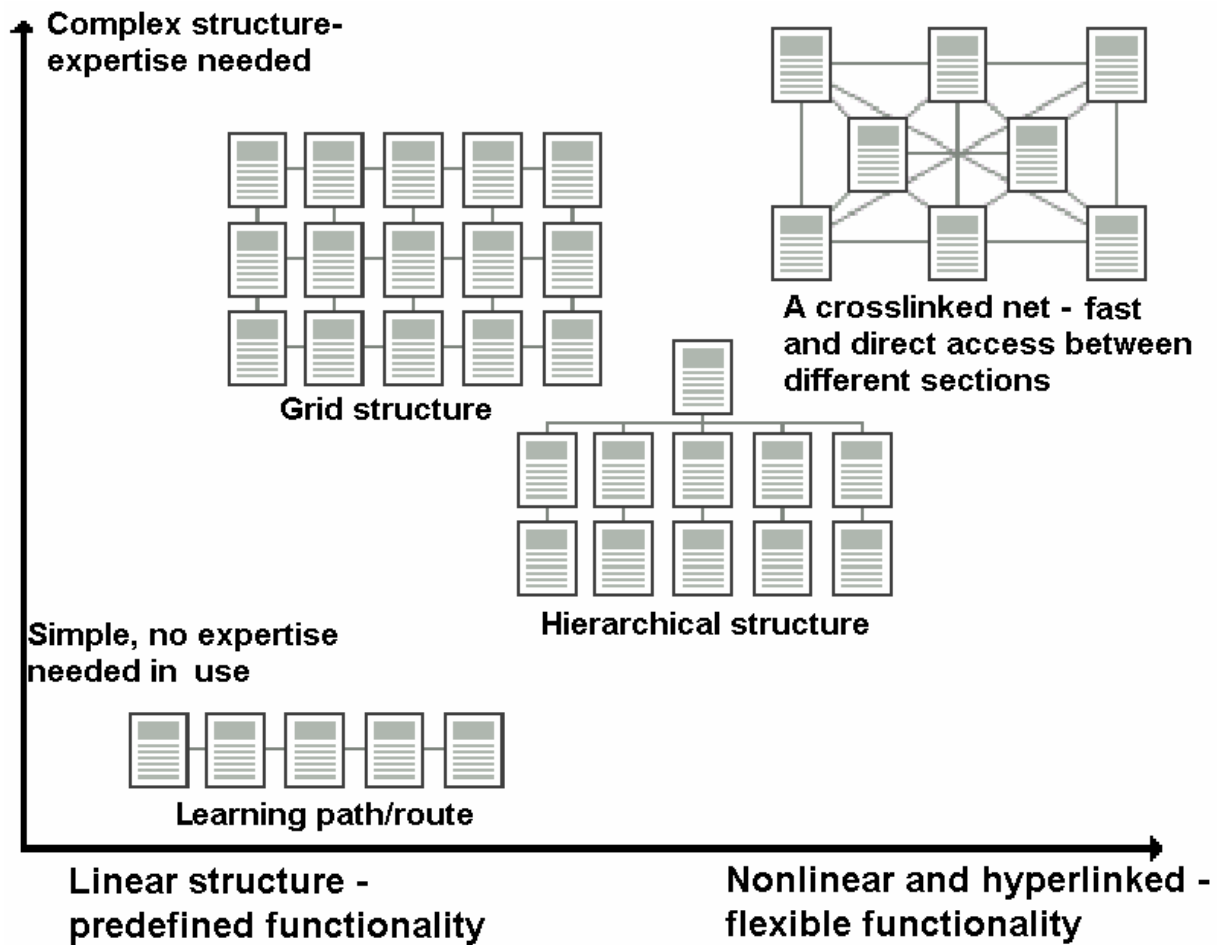 Complex structure-
expertise needed
A crosslinked net - fast
and direct access between
different sections
Grid structure
Hierarchical structure
Simple, no expertise
needed in use
Learning path/route
Linear structure -
predefined functionality
Nonlinear and hyperlinked -
flexible functionality